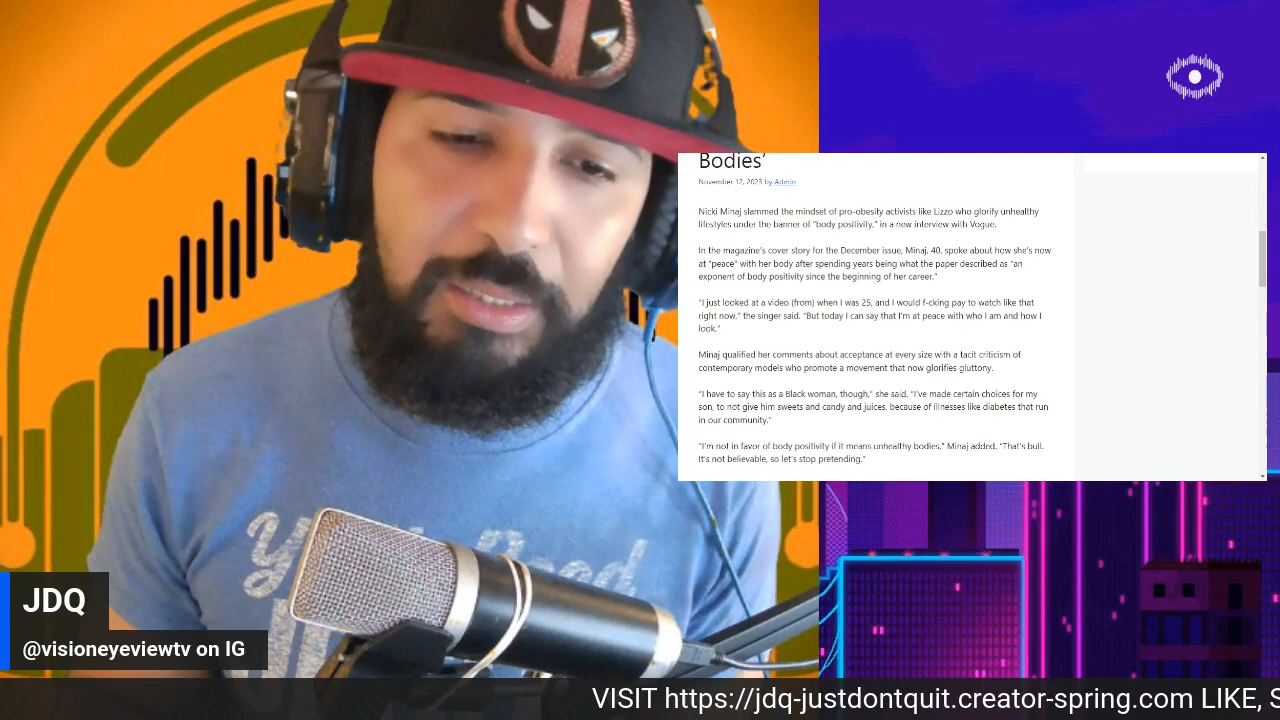 Bodies'
November 12, 2023 by Admin
Nicki Minaj slammed the mindset of pro-obesity activists like Lizzo who glorify unhealthy
lifestyles under the banner of "body positivity," in a new interview with Vogue.
In the magazine's cover story for the December issue, Minaj, 40, spoke about how she's now
at "peace" with her body after spending years being what the paper described as "an
exponent of body positivity since the beginning of her career."
"I just looked at a video (from) when I was 25, and I would f-cking pay to watch like that
right now," the singer said. "But today I can say that I'm at peace with who I am and how I
look."
Minaj qualified her comments about acceptance at every size with a tacit criticism of
contemporary models who promote a movement that now glorifies gluttony.
"I have to say this as a Black woman, though," she said. "I've made certain choices for my
son, to not give him sweets and candy and juices, because of illnesses like diabetes that run
in our community."
"I'm not in favor of body positivity if it means unhealthy bodies," Minaj added. "That's bull.
It's not believable, so let's stop pretending."
JDQ
@visioneyeviewtv on IG
VISIT https://jdq-justdontquit.creator-spring.com LIKE, S